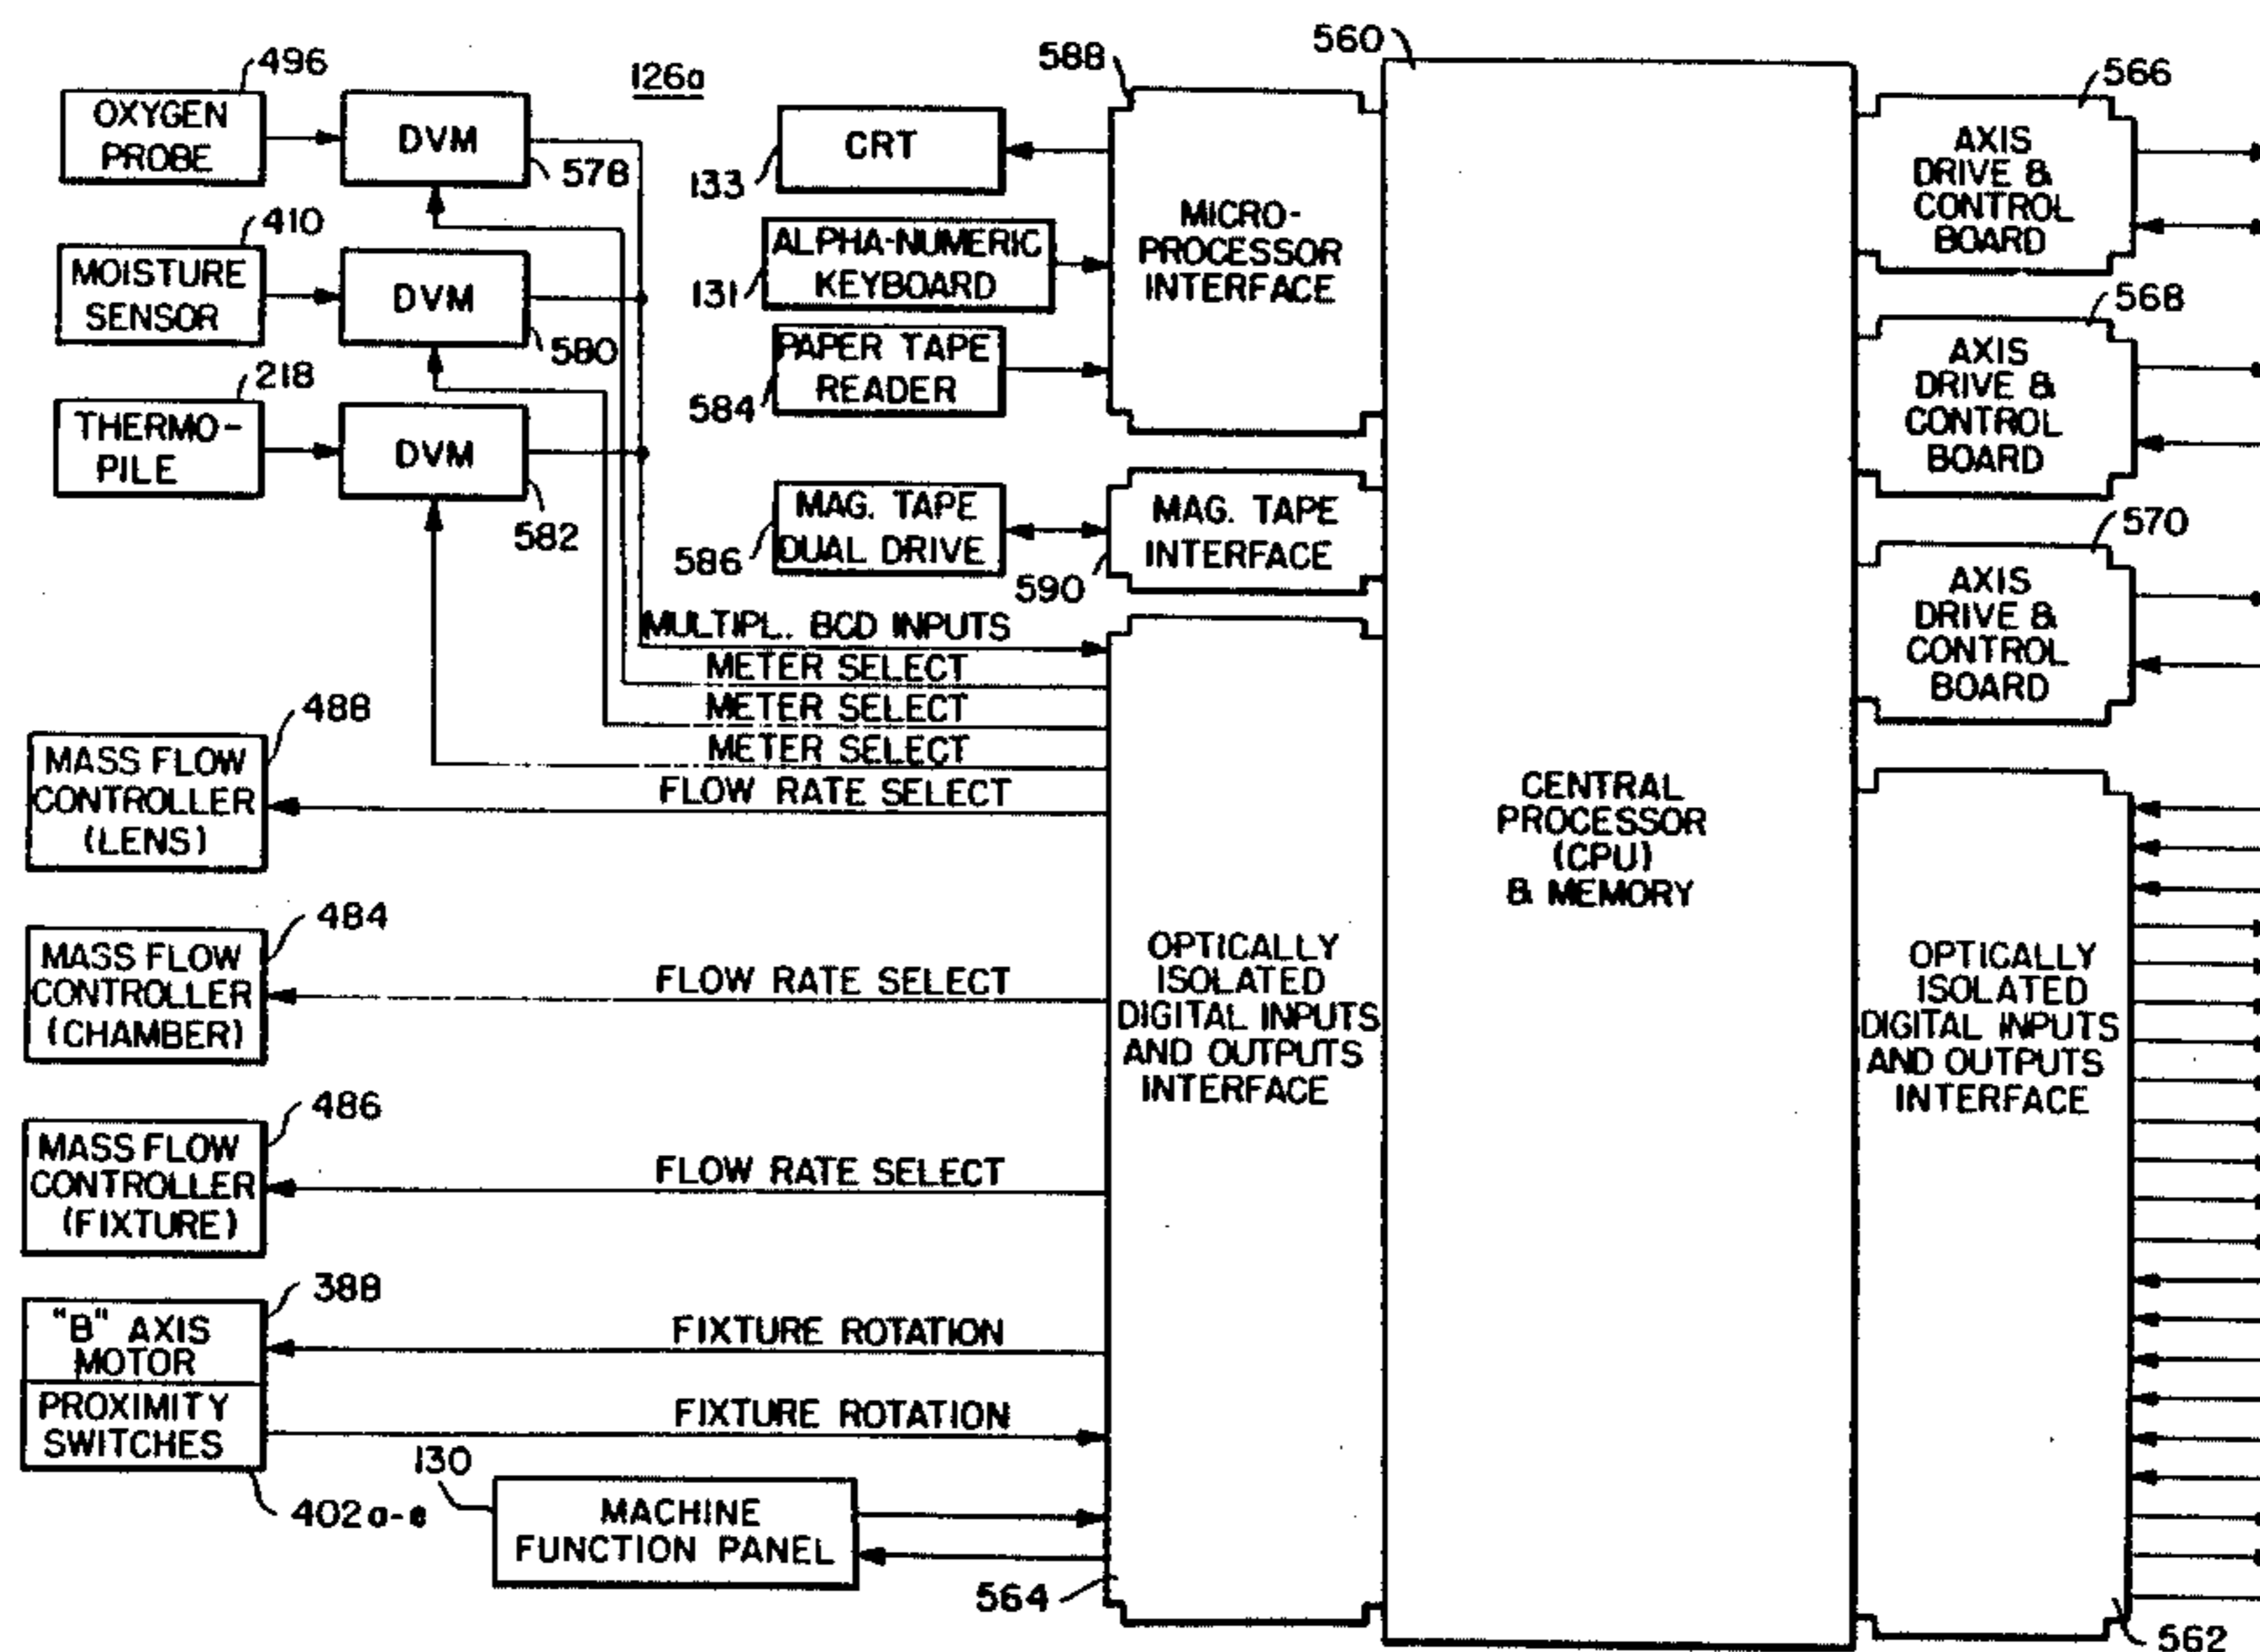 496
OXYGEN
PROBE
DVM
578
126a
410
MOISTURE
SENSOR
DVM
580
218
THERMO-
PILE
DVM
582
588
CRT
133
ALPHA-NUMERIC
KEYBOARD
131
PAPER TAPE
READER
584
MICRO-
PROCESSOR
INTERFACE
MAG. TAPE
DUAL DRIVE
586
MAG. TAPE
INTERFACE
590
MULTIPL. BCD INPUTS
METER SELECT
METER SELECT
METER SELECT
FLOW RATE SELECT
488
MASS FLOW
CONTROLLER
(LENS)
484
MASS FLOW
CONTROLLER
(CHAMBER)
FLOW RATE SELECT
486
MASS FLOW
CONTROLLER
(FIXTURE)
FLOW RATE SELECT
388
"B" AXIS
MOTOR
FIXTURE ROTATION
PROXIMITY
SWITCHES
FIXTURE ROTATION
402a-e
130
MACHINE
FUNCTION PANEL
OPTICALLY
ISOLATED
DIGITAL INPUTS
AND OUTPUTS
INTERFACE
564
560
CENTRAL
PROCESSOR
(CPU)
& MEMORY
566
AXIS
DRIVE &
CONTROL
BOARD
568
AXIS
DRIVE &
CONTROL
BOARD
570
AXIS
DRIVE &
CONTROL
BOARD
OPTICALLY
ISOLATED
DIGITAL INPUTS
AND OUTPUTS
INTERFACE
562